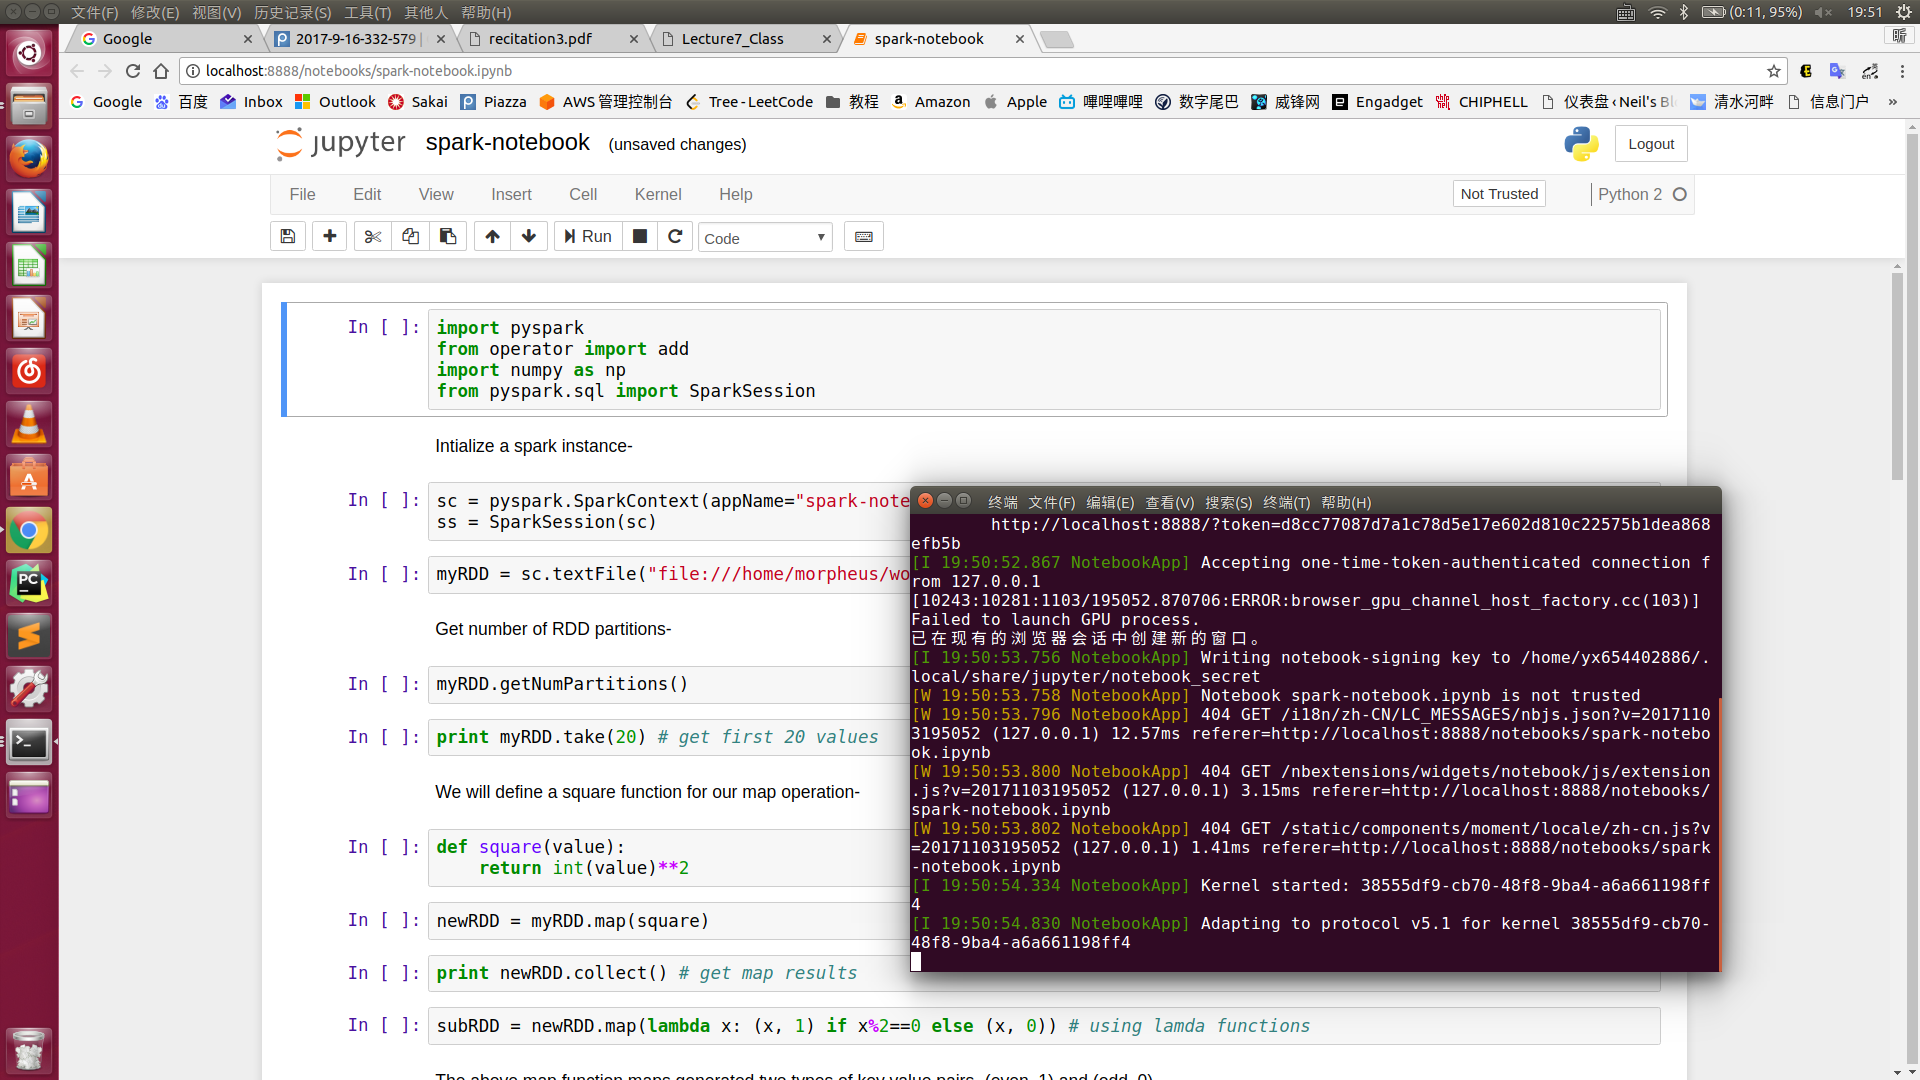 文件(F) 修改(E) 视图(V) 历史记录(S) 工具(T) 其他人 帮助(H)
(0:11, 95%) 19:51
Google
2017-9-16-332-579 |
recitation3.pdf
Lecture7_Class
spark-notebook
昕
localhost:8888/notebooks/spark-notebook.ipynb
Google 百度 Inbox Outlook Sakai Piazza AWS 管理控制台 Tree - LeetCode 教程 Amazon Apple 哔哩哔哩 数字尾巴 威锋网 Engadget CHIPHELL 仪表盘 ‹ Neil's Bl 清水河畔 信息门户 »
jupyter spark-notebook (unsaved changes)
Logout
File Edit View Insert Cell Kernel Help
Not Trusted
Python 2
Run
Code
In [ ]: import pyspark
from operator import add
import numpy as np
from pyspark.sql import SparkSession
Intialize a spark instance-
In [ ]: sc = pyspark.SparkContext(appName="spark-note
ss = SparkSession(sc)
In [ ]: myRDD = sc.textFile("file:///home/morpheus/wo
Get number of RDD partitions-
In [ ]: myRDD.getNumPartitions()
In [ ]: print myRDD.take(20) # get first 20 values
We will define a square function for our map operation-
In [ ]: def square(value):
return int(value)**2
In [ ]: newRDD = myRDD.map(square)
In [ ]: print newRDD.collect() # get map results
In [ ]: subRDD = newRDD.map(lambda x: (x, 1) if x%2==0 else (x, 0)) # using lamda functions
The above map function maps generated two types of key value pairs, (even, 1) and (odd, 0)
终端 文件(F) 编辑(E) 查看(V) 搜索(S) 终端(T) 帮助(H)
http://localhost:8888/?token=d8cc77087d7a1c78d5e17e602d810c22575b1dea868
efb5b
[I 19:50:52.867 NotebookApp] Accepting one-time-token-authenticated connection f
rom 127.0.0.1
[10243:10281:1103/195052.870706:ERROR:browser_gpu_channel_host_factory.cc(103)]
Failed to launch GPU process.
已在现有的浏览器会话中创建新的窗口。
[I 19:50:53.756 NotebookApp] Writing notebook-signing key to /home/yx654402886/.
local/share/jupyter/notebook_secret
[W 19:50:53.758 NotebookApp] Notebook spark-notebook.ipynb is not trusted
[W 19:50:53.796 NotebookApp] 404 GET /i18n/zh-CN/LC_MESSAGES/nbjs.json?v=2017110
3195052 (127.0.0.1) 12.57ms referer=http://localhost:8888/notebooks/spark-notebo
ok.ipynb
[W 19:50:53.800 NotebookApp] 404 GET /nbextensions/widgets/notebook/js/extension
.js?v=20171103195052 (127.0.0.1) 3.15ms referer=http://localhost:8888/notebooks/
spark-notebook.ipynb
[W 19:50:53.802 NotebookApp] 404 GET /static/components/moment/locale/zh-cn.js?v
=20171103195052 (127.0.0.1) 1.41ms referer=http://localhost:8888/notebooks/spark
-notebook.ipynb
[I 19:50:54.334 NotebookApp] Kernel started: 38555df9-cb70-48f8-9ba4-a6a661198ff
4
[I 19:50:54.830 NotebookApp] Adapting to protocol v5.1 for kernel 38555df9-cb70-
48f8-9ba4-a6a661198ff4